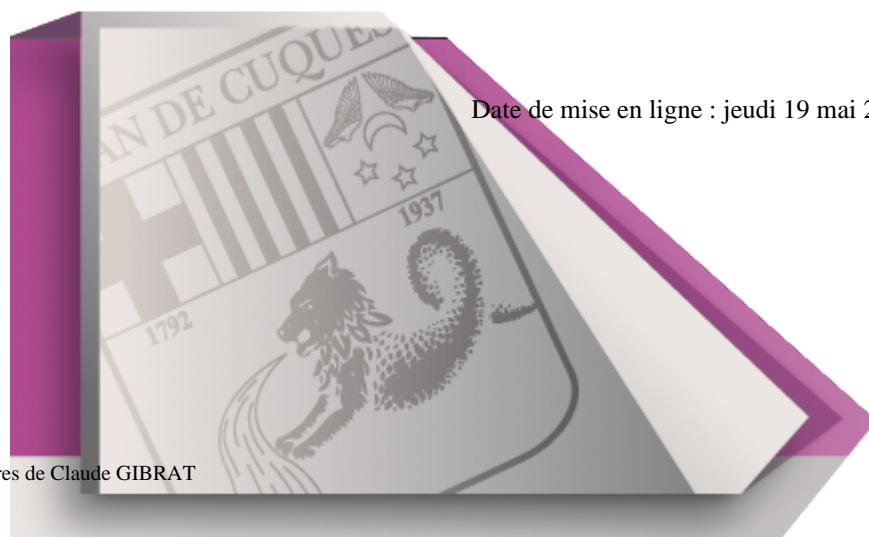 AN DE CUQUES
Date de mise en ligne : jeudi 19 mai 2
1937
1792
res de Claude GIBRAT